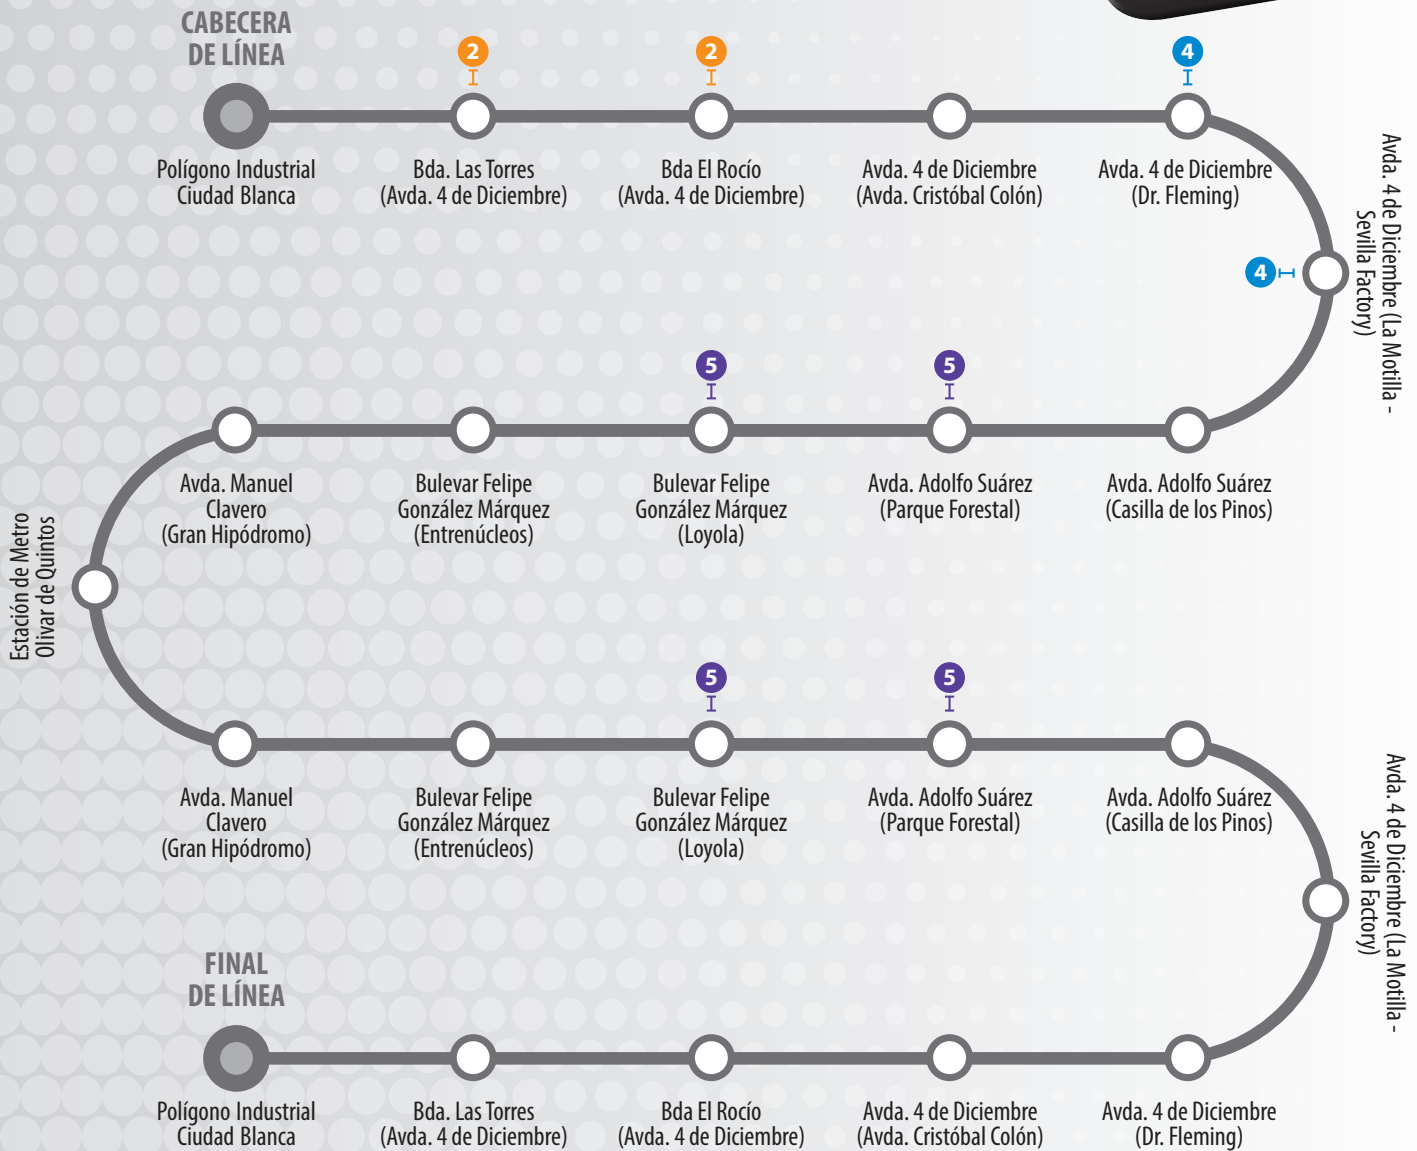 CABECERA
DE LÍNEA
2
2
4
Polígono Industrial
Ciudad Blanca
Bda. Las Torres
(Avda. 4 de Diciembre)
Bda El Rocío
(Avda. 4 de Diciembre)
Avda. 4 de Diciembre
(Avda. Cristóbal Colón)
Avda. 4 de Diciembre
(Dr. Fleming)
Avda. 4 de Diciembre (La Motilla -
Sevilla Factory)
4
5
5
Avda. Manuel
Clavero
(Gran Hipódromo)
Bulevar Felipe
González Márquez
(Entrenúcleos)
Bulevar Felipe
González Márquez
(Loyola)
Avda. Adolfo Suárez
(Parque Forestal)
Avda. Adolfo Suárez
(Casilla de los Pinos)
Estación de Metro
Olivar de Quintos
5
5
Avda. Manuel
Clavero
(Gran Hipódromo)
Bulevar Felipe
González Márquez
(Entrenúcleos)
Bulevar Felipe
González Márquez
(Loyola)
Avda. Adolfo Suárez
(Parque Forestal)
Avda. Adolfo Suárez
(Casilla de los Pinos)
Avda. 4 de Diciembre (La Motilla -
Sevilla Factory)
FINAL
DE LÍNEA
Polígono Industrial
Ciudad Blanca
Bda. Las Torres
(Avda. 4 de Diciembre)
Bda El Rocío
(Avda. 4 de Diciembre)
Avda. 4 de Diciembre
(Avda. Cristóbal Colón)
Avda. 4 de Diciembre
(Dr. Fleming)